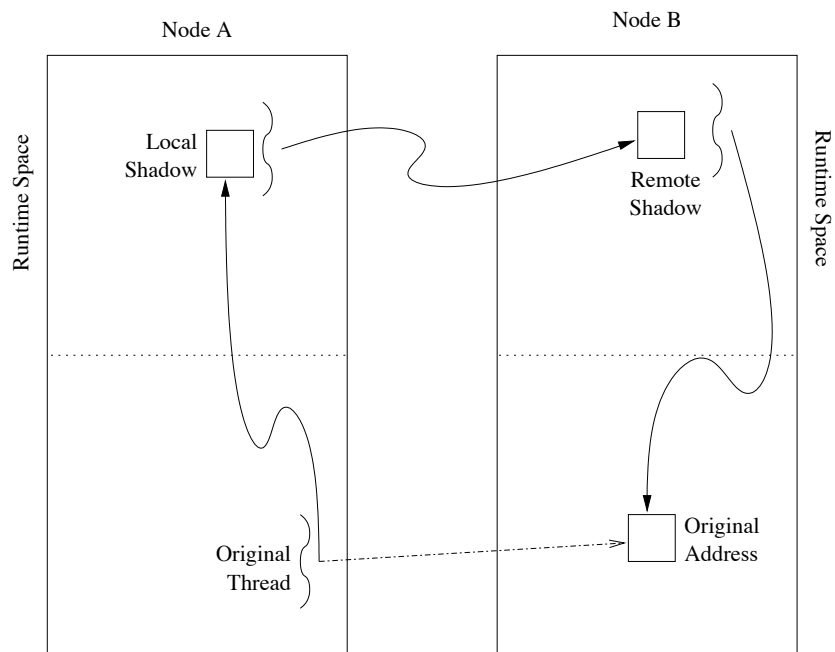 Node A
Node B
Runtime Space
Local
Shadow
Remote
Shadow
Runtime Space
Original
Thread
Original
Address